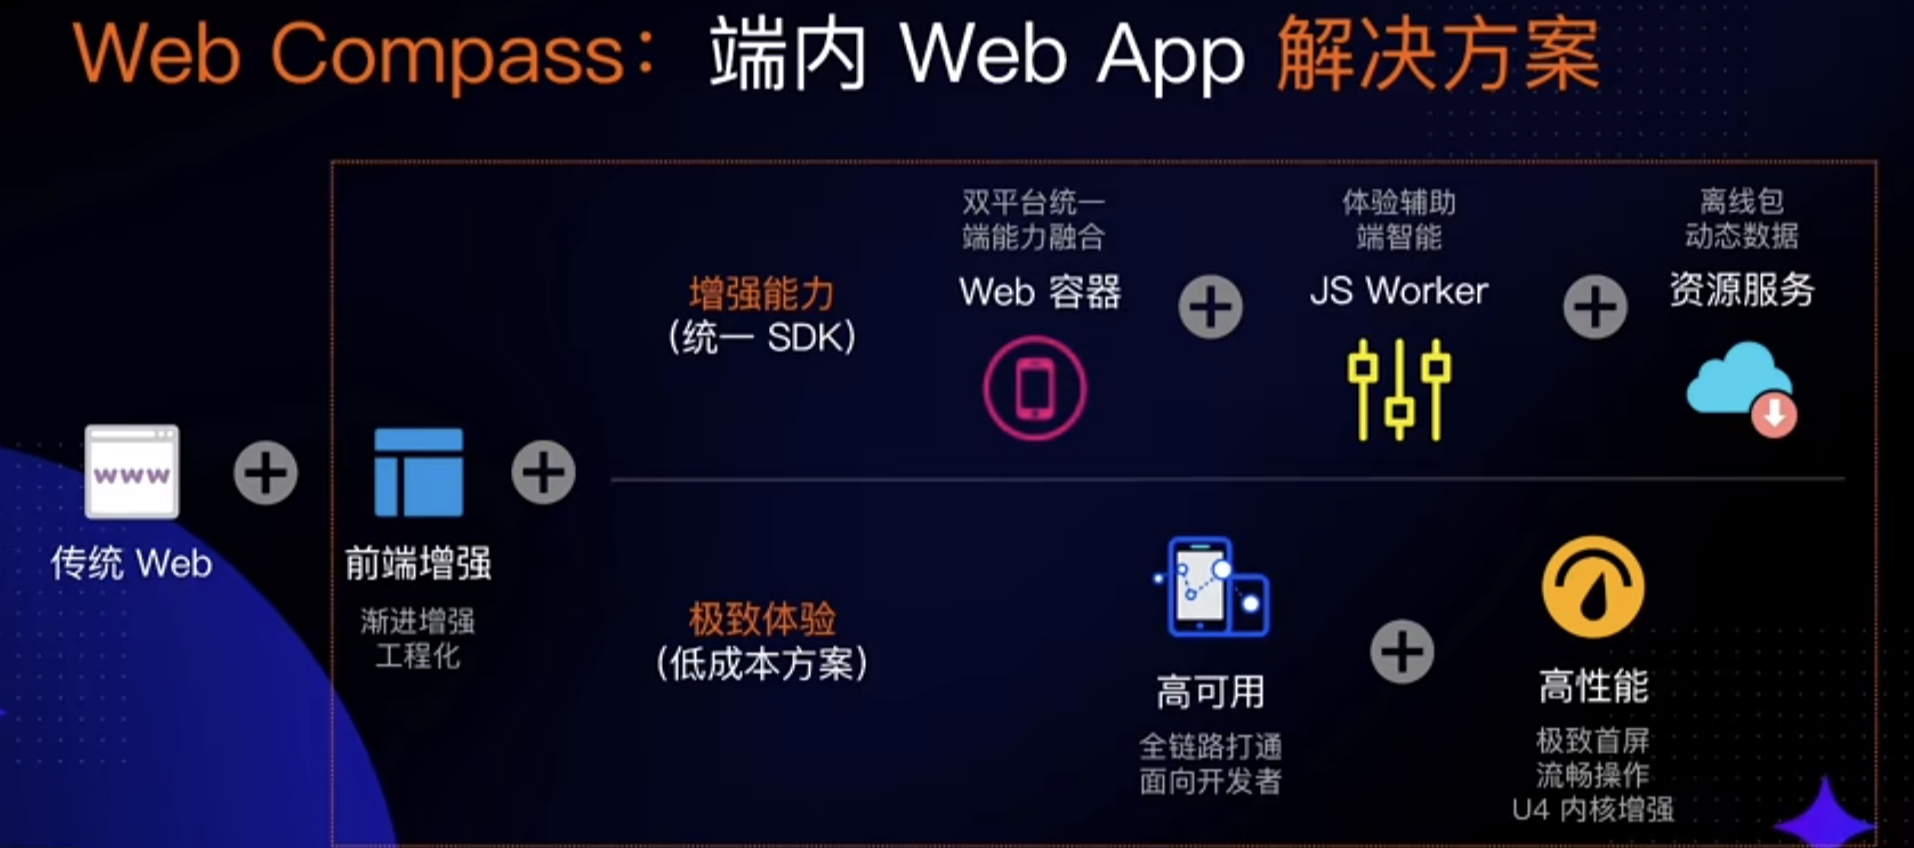 Web Compass：端内 Web App 解决方案
双平台统一
端能力融合
Web 容器
体验辅助
端智能
JS Worker
离线包
动态数据
资源服务
增强能力
(统一 SDK)
www
传统 Web
前端增强
渐进增强
工程化
极致体验
(低成本方案)
高可用
全链路打通
面向开发者
高性能
极致首屏
流畅操作
U4 内核增强